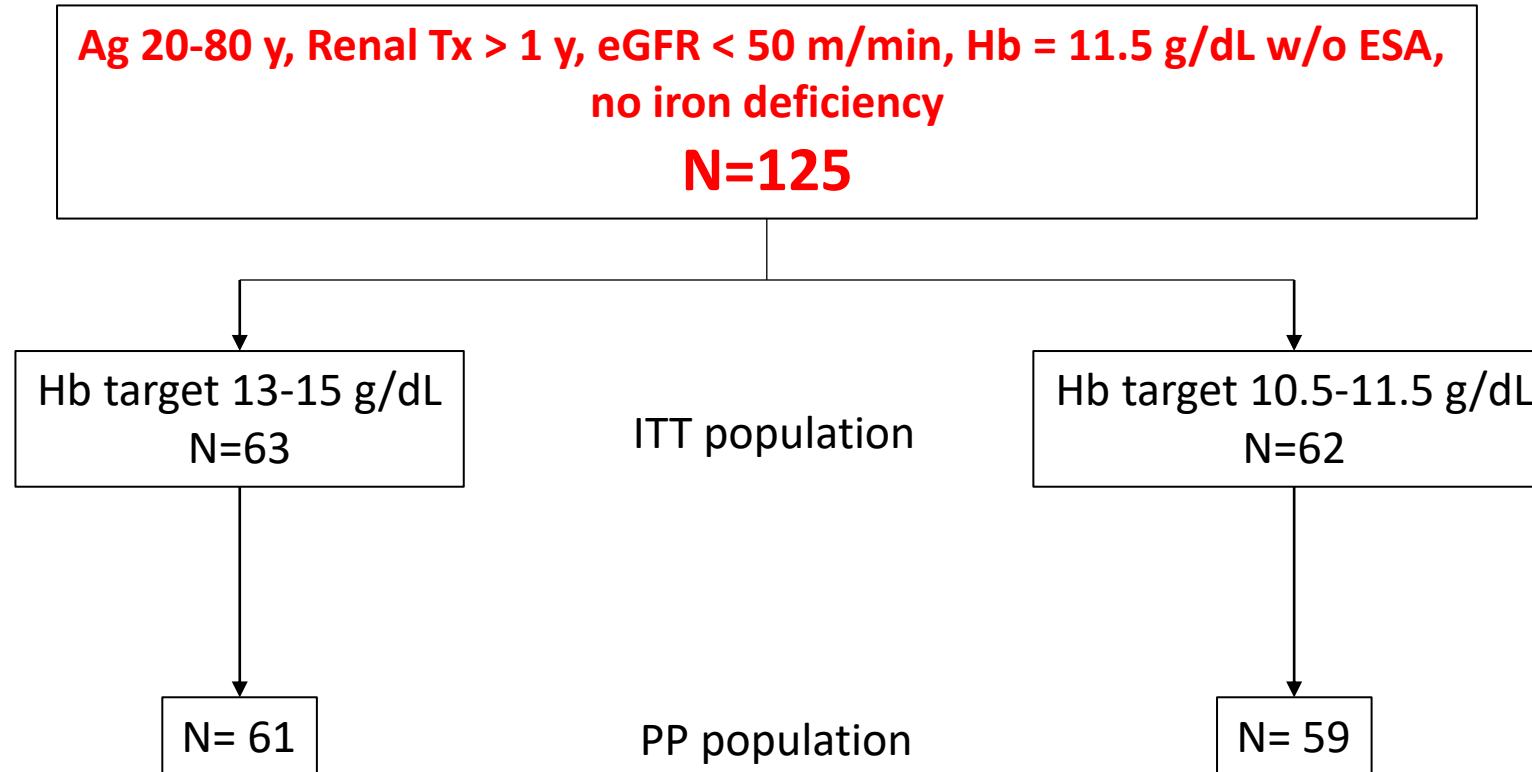 Ag 20-80 y, Renal Tx > 1 y, eGFR < 50 m/min, Hb = 11.5 g/dL w/o ESA,
no iron deficiency
N=125
Hb target 13-15 g/dL
N=63
ITT population
Hb target 10.5-11.5 g/dL
N=62
N= 61
PP population
N= 59